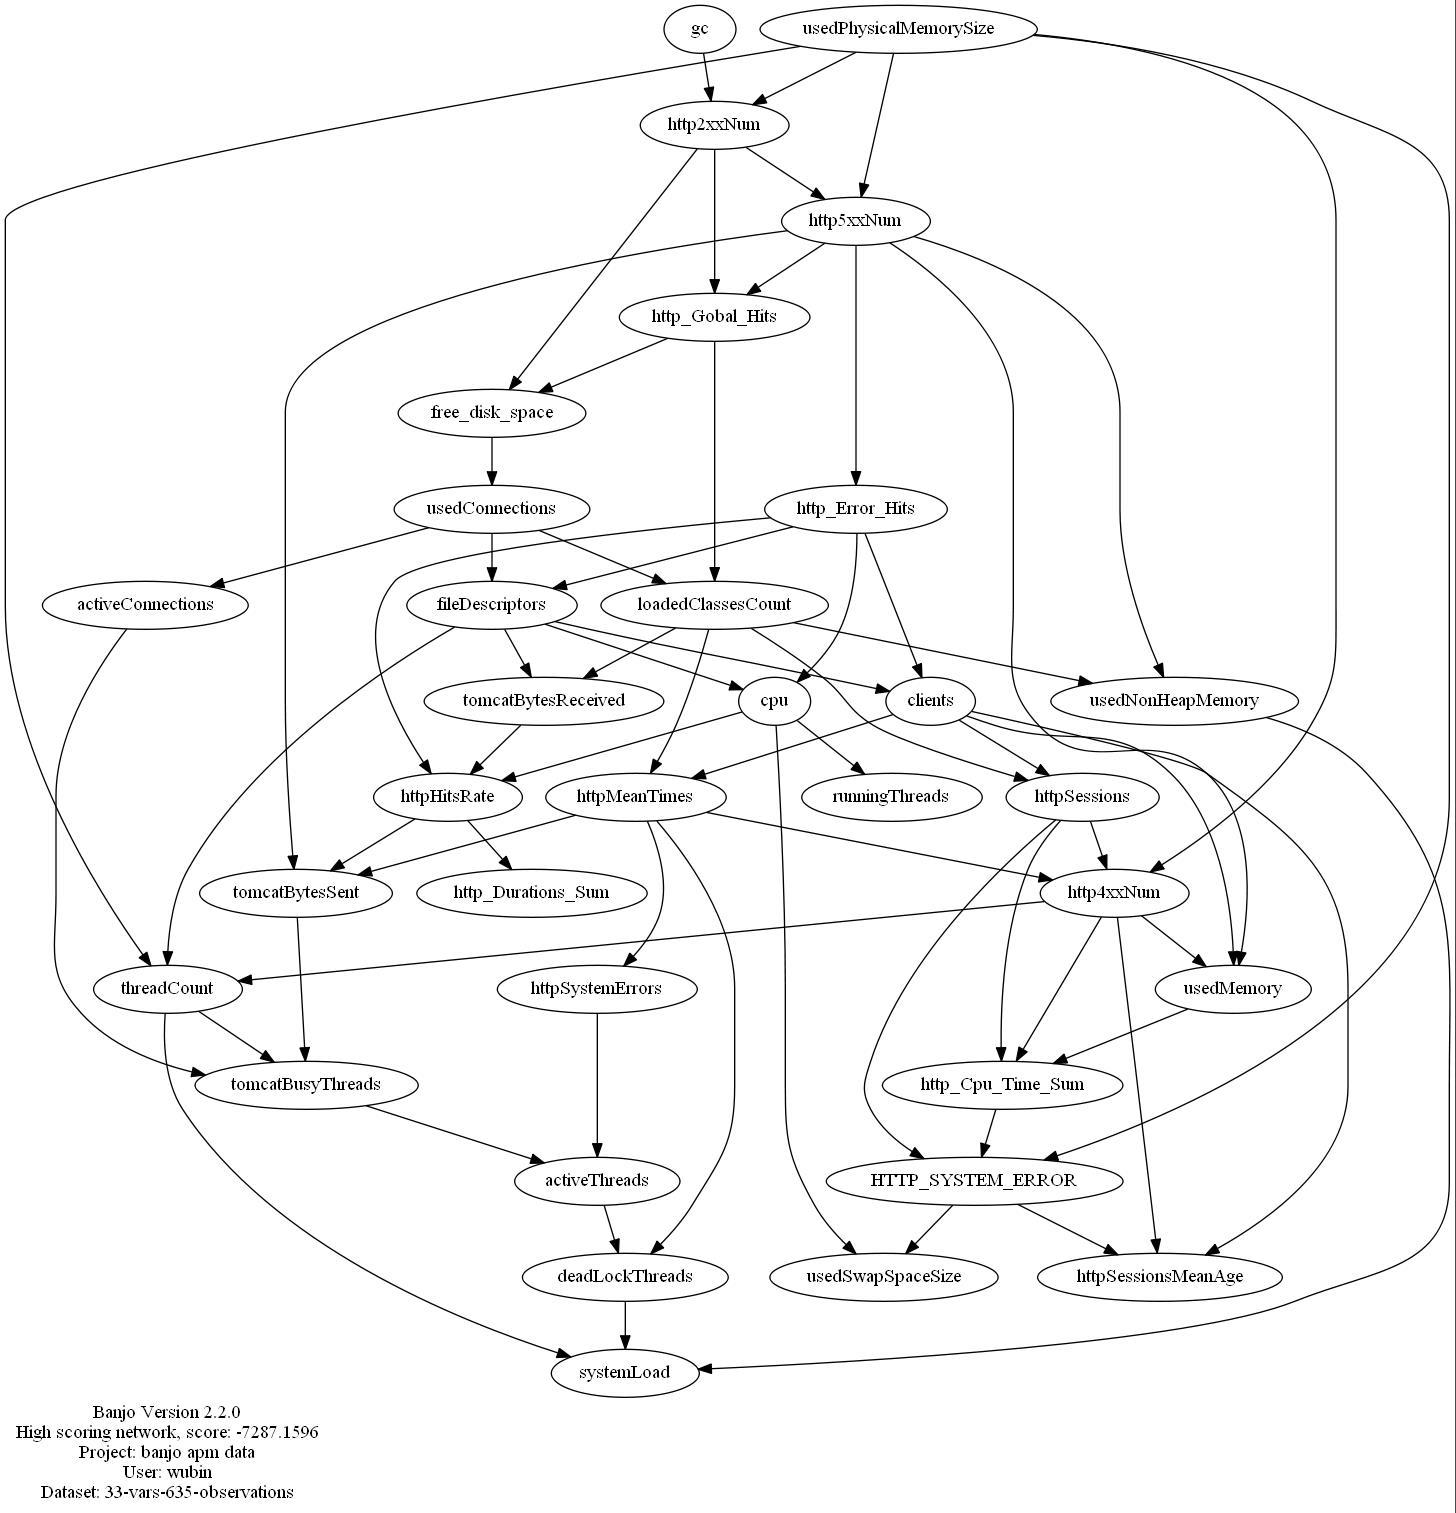 gc
usedPhysicalMemorySize
http2xxNum
http5xxNum
http_Gobal_Hits
free_disk_space
usedConnections
http_Error_Hits
activeConnections
fileDescriptors
loadedClassesCount
tomcatBytesReceived
cpu
clients
usedNonHeapMemory
httpHitsRate
httpMeanTimes
runningThreads
httpSessions
tomcatBytesSent
http_Durations_Sum
http4xxNum
threadCount
httpSystemErrors
usedMemory
tomcatBusyThreads
http_Cpu_Time_Sum
activeThreads
HTTP_SYSTEM_ERROR
deadLockThreads
usedSwapSpaceSize
httpSessionsMeanAge
systemLoad
Banjo Version 2.2.0
High scoring network, score: -7287.1596
Project: banjo apm data
User: wubin
Dataset: 33-vars-635-observations